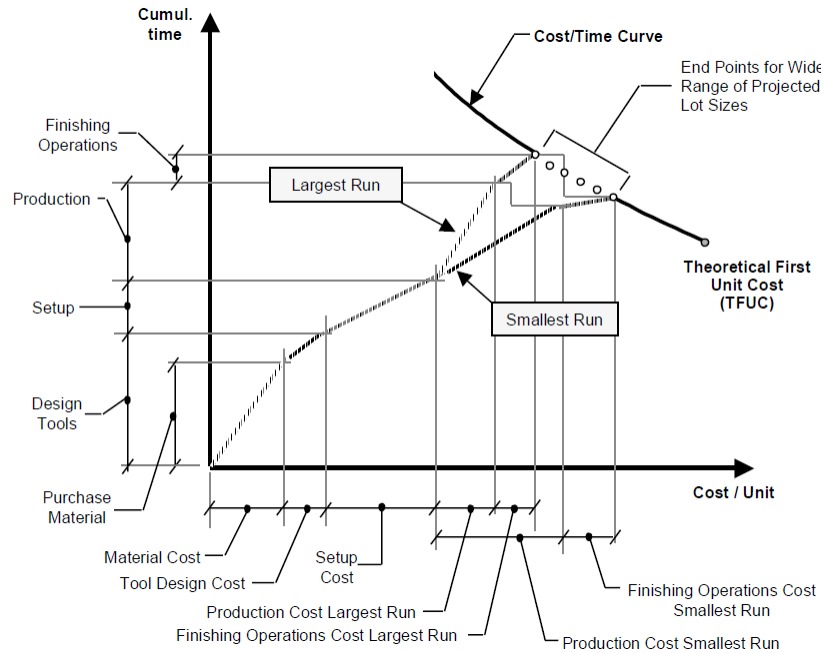 Cumul.
time
Cost/Time Curve
End Points for Wide
Range of Projected
Lot Sizes
Finishing
Operations
Largest Run
Production
Theoretical First
Unit Cost
(TFUC)
Setup
Smallest Run
Design
Tools
Purchase
Material
Cost / Unit
Material Cost
Tool Design Cost
Setup
Cost
Production Cost Largest Run
Finishing Operations Cost Largest Run
Finishing Operations Cost
Smallest Run
Production Cost Smallest Run